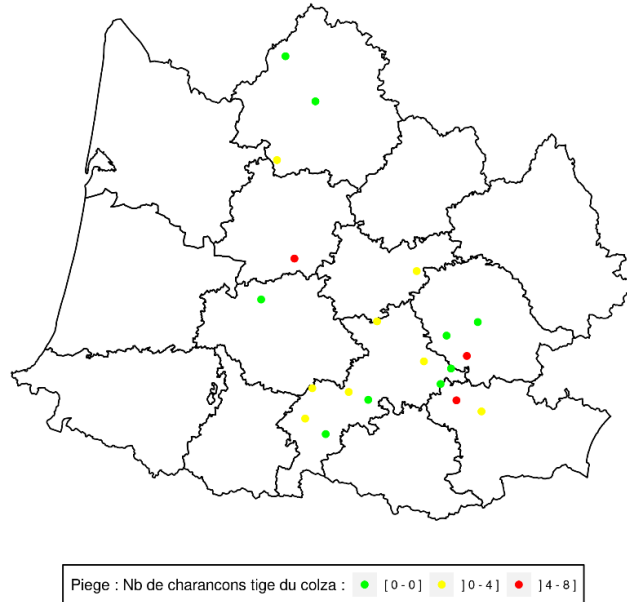 Piege : Nb de charancons tige du colza : [ 0 - 0 ] ] 0 - 4 ] ] 4 - 8 ]